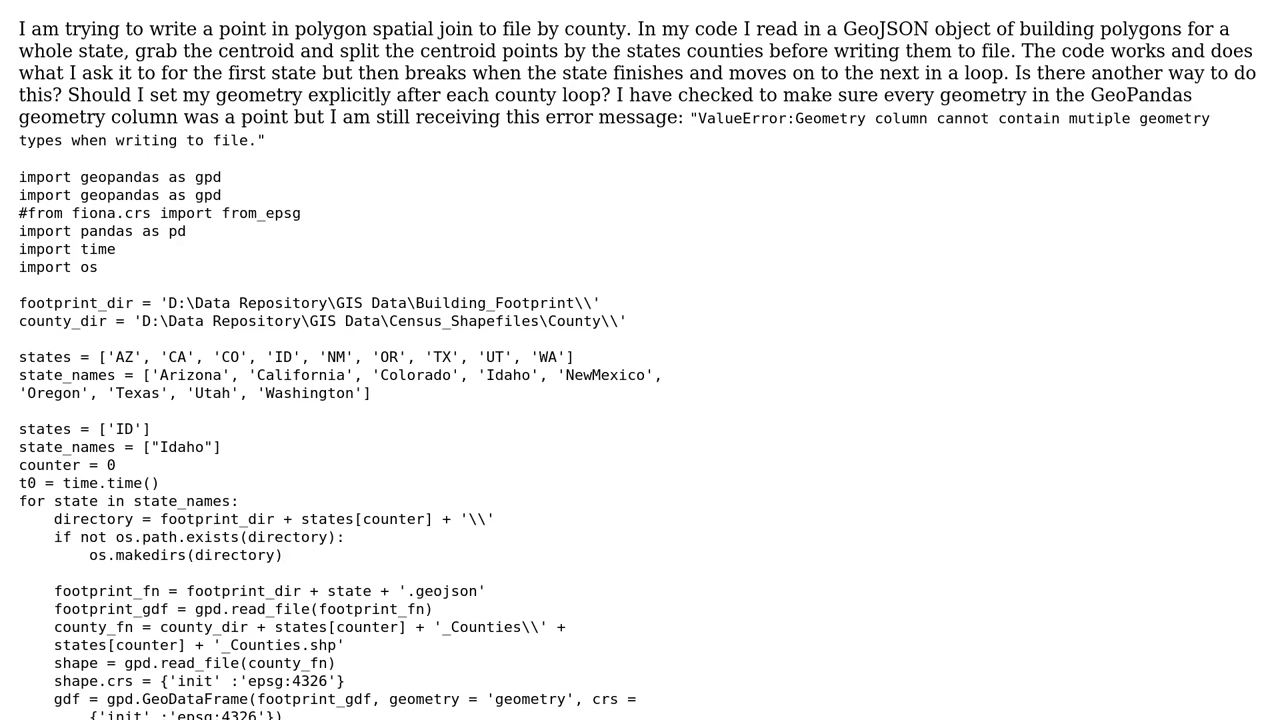 I am trying to write a point in polygon spatial join to file by county. In my code I read in a GeoJSON object of building polygons for a
whole state, grab the centroid and split the centroid points by the states counties before writing them to file. The code works and does
what I ask it to for the first state but then breaks when the state finishes and moves on to the next in a loop. Is there another way to do
this? Should I set my geometry explicitly after each county loop? I have checked to make sure every geometry in the GeoPandas
geometry column was a point but I am still receiving this error message: "ValueError:Geometry column cannot contain mutiple geometry
types when writing to file."
import geopandas as gpd
import geopandas as gpd
#from fiona.crs import from_epsg
import pandas as pd
import time
import os
footprint_dir = 'D:\Data Repository\GIS Data\Building_Footprint\\'
county_dir = 'D:\Data Repository\GIS Data\Census_Shapefiles\County\\'
states = ['AZ', 'CA', 'CO', 'ID', 'NM', 'OR', 'TX', 'UT', 'WA']
state_names = ['Arizona', 'California', 'Colorado', 'Idaho', 'NewMexico',
'Oregon', 'Texas', 'Utah', 'Washington']
states = ['ID']
state_names = ["Idaho"]
counter = 0
t0 = time.time()
for state in state_names:
    directory = footprint_dir + states[counter] + '\\'
    if not os.path.exists(directory):
        os.makedirs(directory)
    footprint_fn = footprint_dir + state + '.geojson'
    footprint_gdf = gpd.read_file(footprint_fn)
    county_fn = county_dir + states[counter] + '_Counties\\' +
    states[counter] + '_Counties.shp'
    shape = gpd.read_file(county_fn)
    shape.crs = {'init' :'epsg:4326'}
    gdf = gpd.GeoDataFrame(footprint_gdf, geometry = 'geometry', crs =
        {'init' :'epsg:4326'})